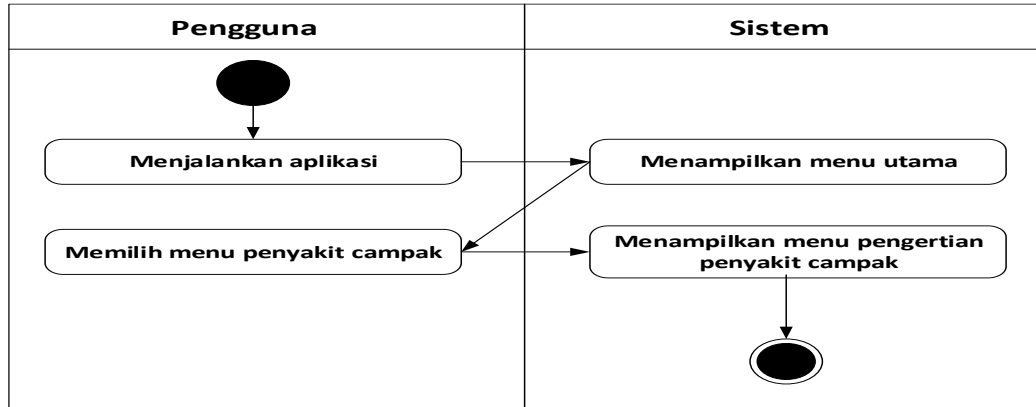 Pengguna
Sistem
Menjalankan aplikasi
Menampilkan menu utama
Memilih menu penyakit campak
Menampilkan menu pengertian
penyakit campak